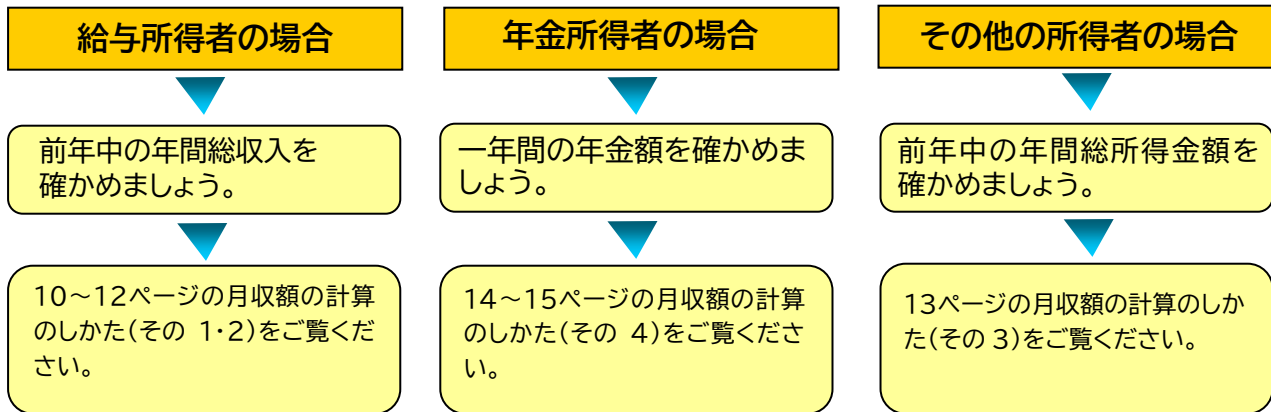 給与所得者の場合
前年中の年間総収入を
確かめましょう。
10～12ページの月収額の計算
のしかた(その 1・2)をご覧くだ
さい。
年金所得者の場合
一年間の年金額を確かめま
しょう。
14～15ページの月収額の計算
のしかた(その 4)をご覧くださ
い。
その他の所得者の場合
前年中の年間総所得金額を
確かめましょう。
13ページの月収額の計算のしか
た(その 3)をご覧ください。